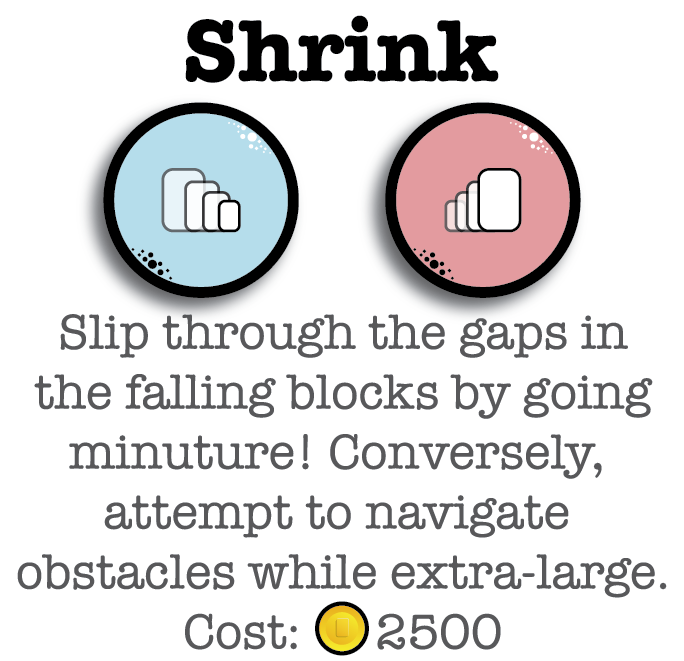 Shrink
Slip through the gaps in
the falling blocks by going
minuture! Conversely,
attempt to navigate
obstacles while extra-large.
Cost: 2500